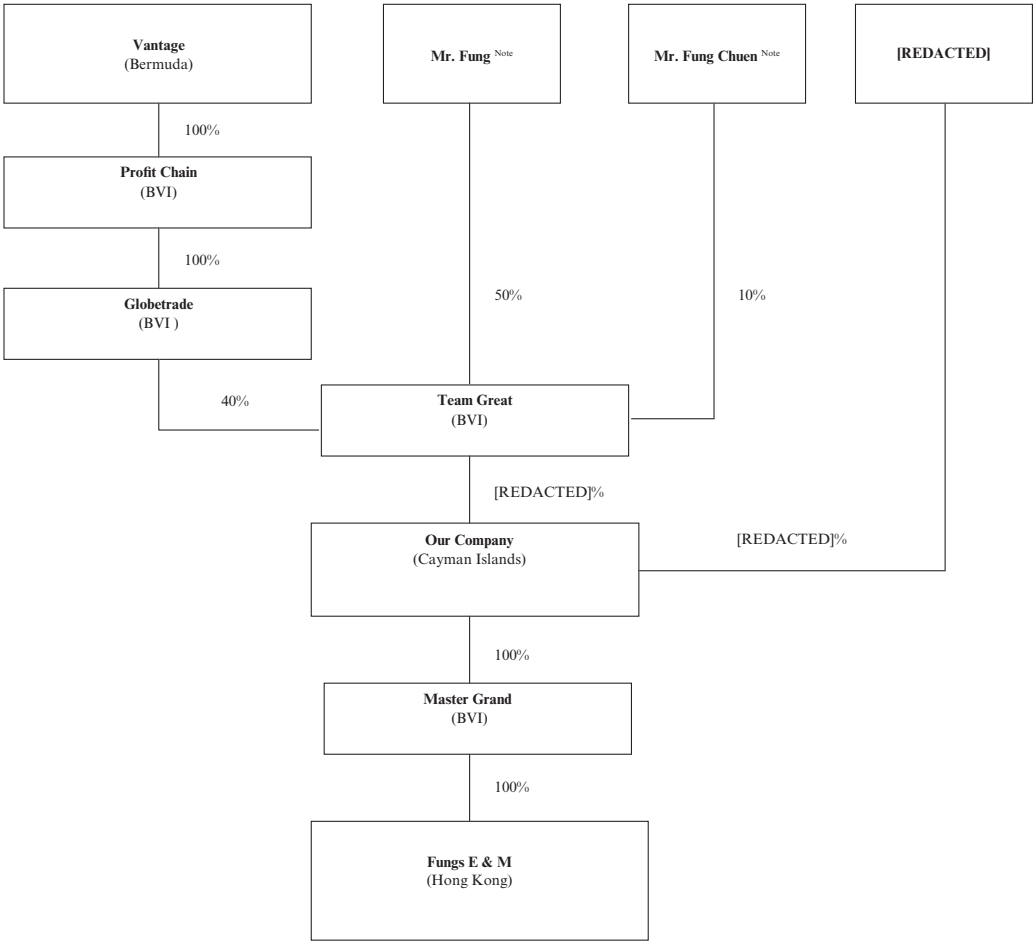 Vantage
(Bermuda)
Mr. Fung Note
Mr. Fung Chuen Note
[REDACTED]
100%
Profit Chain
(BVI)
100%
Globetrade
(BVI )
50%
10%
40%
Team Great
(BVI)
[REDACTED]%
Our Company
(Cayman Islands)
[REDACTED]%
100%
Master Grand
(BVI)
100%
Fungs E & M
(Hong Kong)